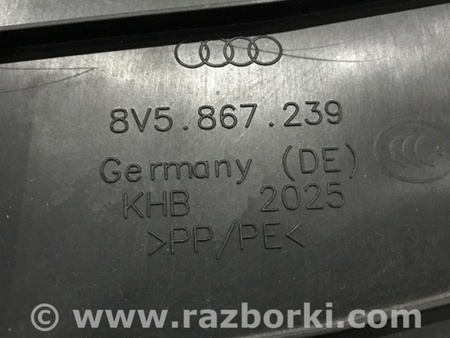 8V5.867.239
Germany (DE)
KHB 2025
>PP/PE<
© www.razborki.com